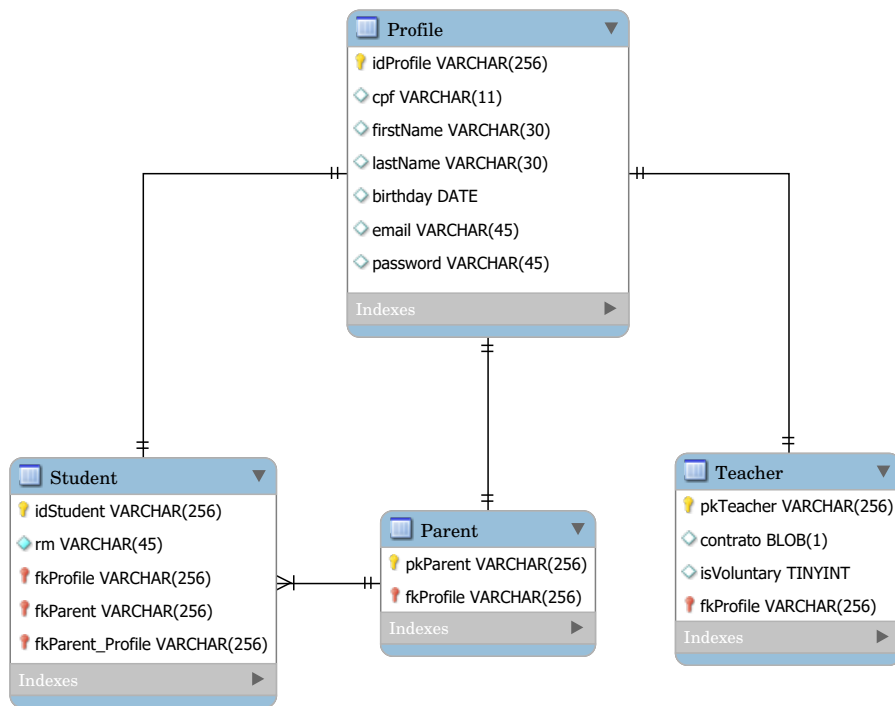 Profile
idProfile VARCHAR(256)
cpf VARCHAR(11)
firstName VARCHAR(30)
lastName VARCHAR(30)
birthday DATE
email VARCHAR(45)
password VARCHAR(45)
Indexes
Student
idStudent VARCHAR(256)
rm VARCHAR(45)
fkProfile VARCHAR(256)
fkParent VARCHAR(256)
fkParent_Profile VARCHAR(256)
Indexes
Parent
pkParent VARCHAR(256)
fkProfile VARCHAR(256)
Indexes
Teacher
pkTeacher VARCHAR(256)
contrato BLOB(1)
isVoluntary TINYINT
fkProfile VARCHAR(256)
Indexes